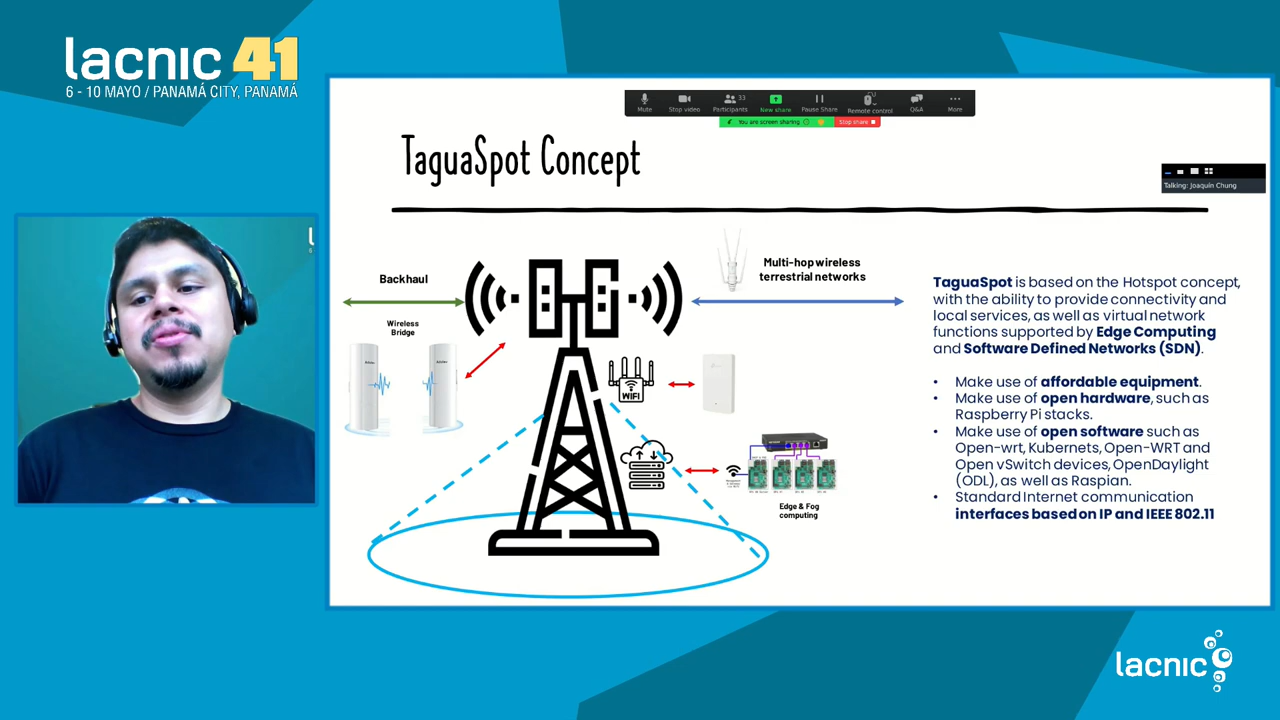 lacnic 41
6 - 10 MAYO / PANAMÁ CITY, PANAMÁ
33
Mute
Stop video
Participants
New share
Pause Share
Remote control
Q&A
More
You are screen sharing
Stop share
TaguaSpot Concept
Talking: Joaquin Chung
Backhaul
Wireless
Bridge
Multi-hop wireless
terrestrial networks
WIFI
Edge & Fog
computing
TaguaSpot is based on the Hotspot concept,
with the ability to provide connectivity and
local services, as well as virtual network
functions supported by Edge Computing
and Software Defined Networks (SDN).
• Make use of affordable equipment.
• Make use of open hardware, such as
Raspberry Pi stacks.
• Make use of open software such as
Open-wrt, Kubernets, Open-WRT and
Open vSwitch devices, OpenDaylight
(ODL), as well as Raspian.
• Standard Internet communication
interfaces based on IP and IEEE 802.11
lacnic